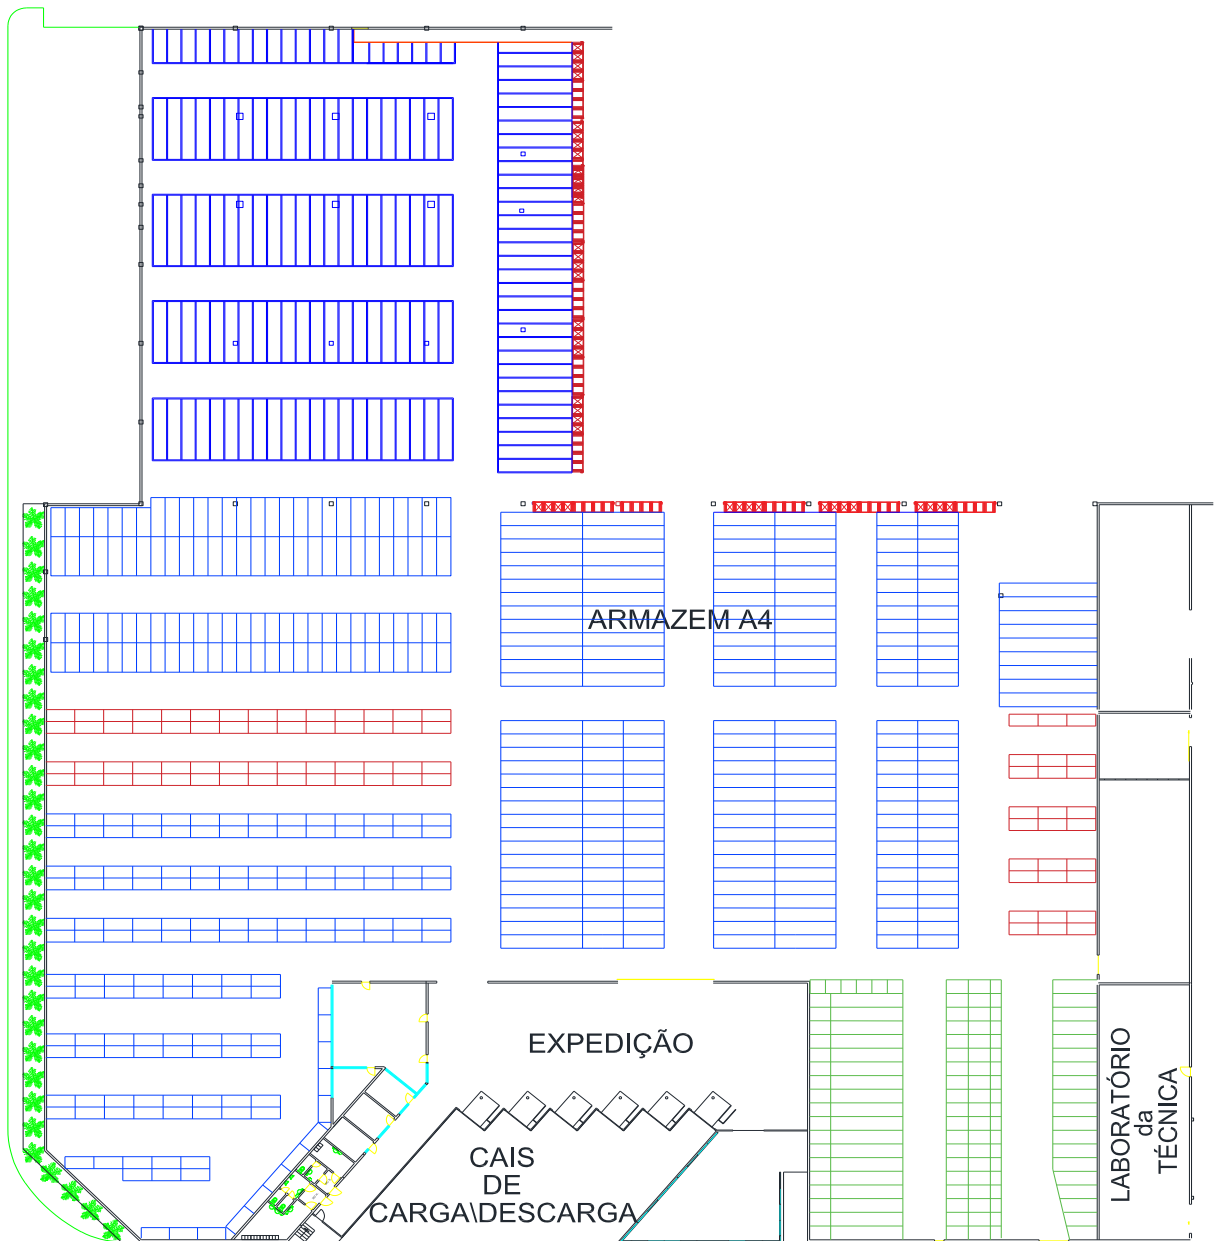 ARMAZEM A4
EXPEDIÇÃO
CAIS
DE
CARGA\DESCARGA
LABORATÓRIO
da
TÉCNICA